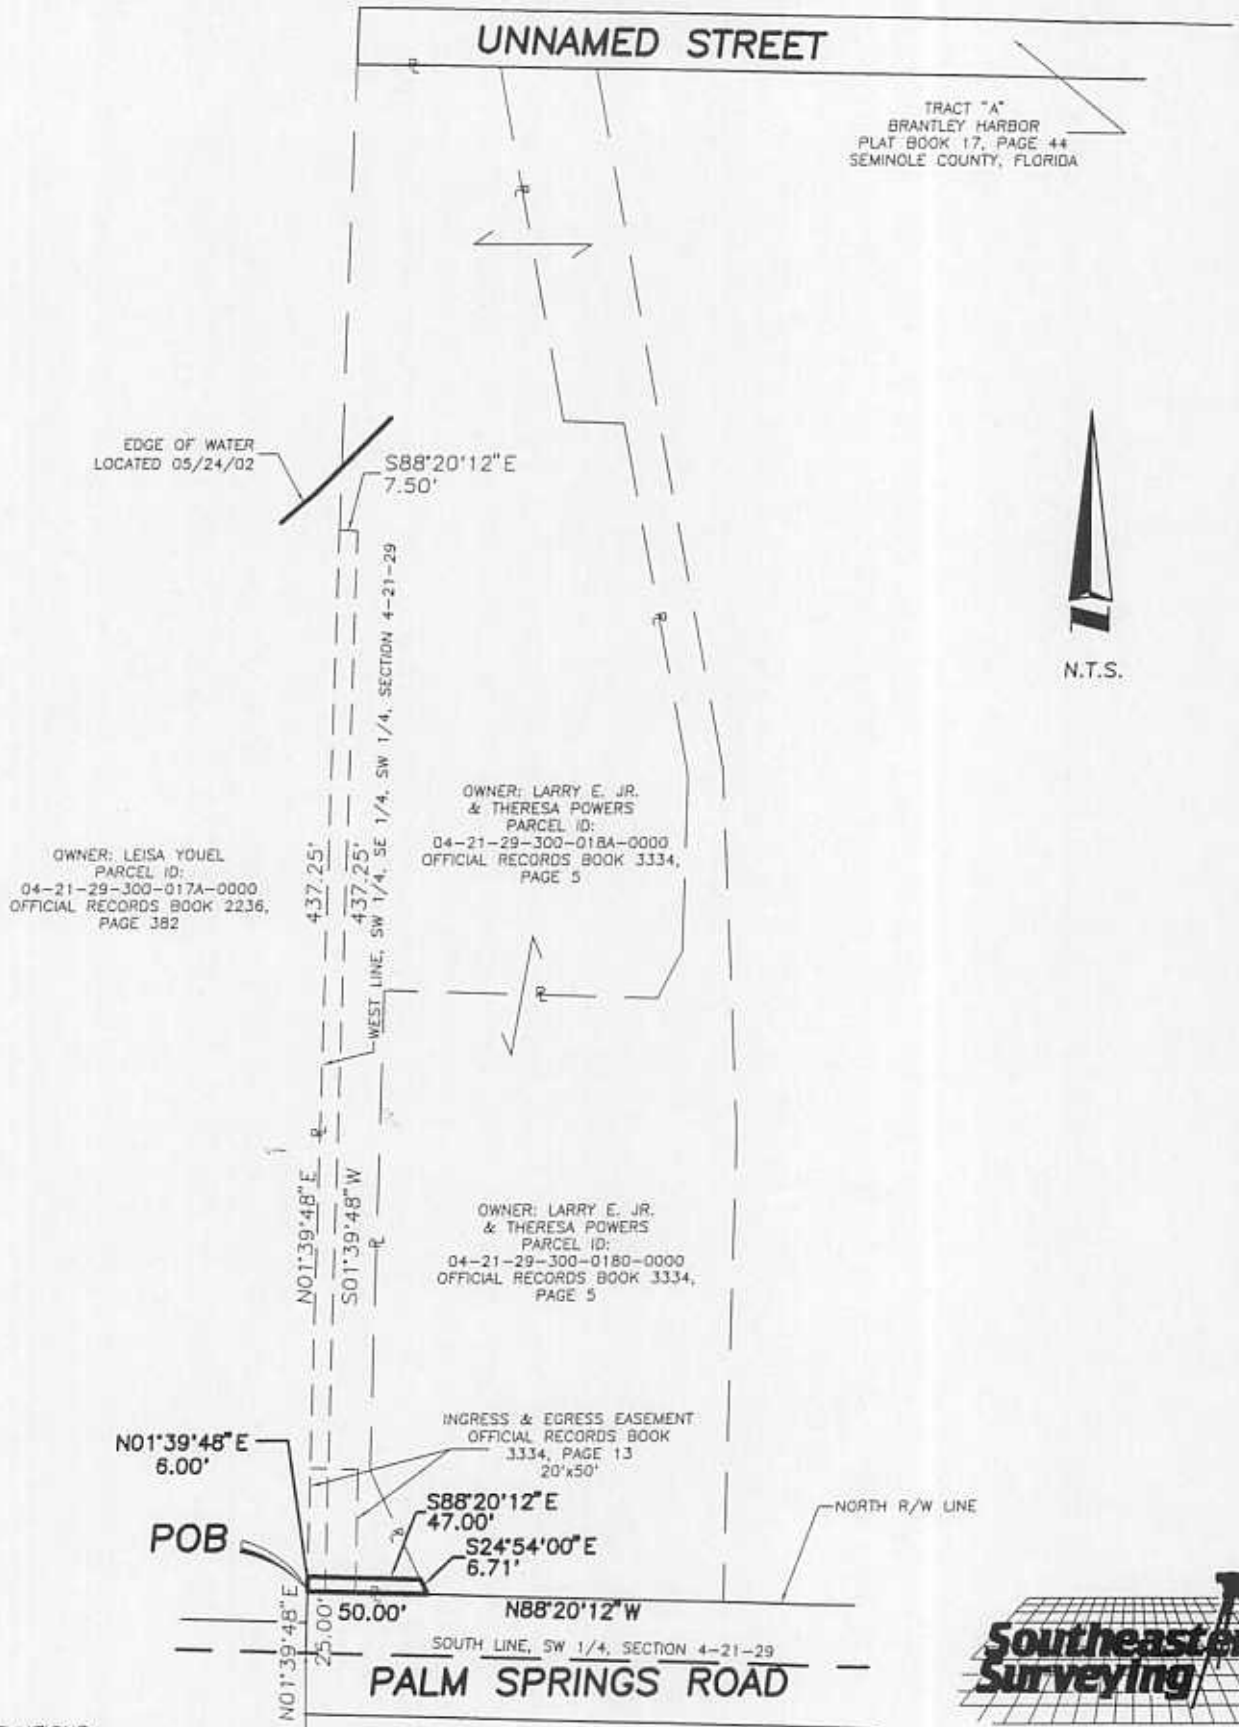 UNNAMED STREET
TRACT "A"
BRANTLEY HARBOR
PLAT BOOK 17, PAGE 44
SEMINOLE COUNTY, FLORIDA
EDGE OF WATER
LOCATED 05/24/02
S88°20'12"E
7.50'
N.T.S.
WEST LINE, SW 1/4, SE 1/4, SW 1/4, SECTION 4-21-29
OWNER: LARRY E. JR.
& THERESA POWERS
PARCEL ID:
04-21-29-300-018A-0000
OFFICIAL RECORDS BOOK 3334,
PAGE 5
OWNER: LEISA YOUEL
PARCEL ID:
04-21-29-300-017A-0000
OFFICIAL RECORDS BOOK 2236,
PAGE 382
437.25'
437.25'
N01°39'48"E
S01°39'48"W
OWNER: LARRY E. JR.
& THERESA POWERS
PARCEL ID:
04-21-29-300-0180-0000
OFFICIAL RECORDS BOOK 3334,
PAGE 5
INGRESS & EGRESS EASEMENT
OFFICIAL RECORDS BOOK
3334, PAGE 13
20'x50'
N01°39'48"E
6.00'
S88°20'12"E
47.00'
NORTH R/W LINE
POB
S24°54'00"E
6.71'
50.00'
N88°20'12"W
N01°39'48"E
25.00'
SOUTH LINE, SW 1/4, SECTION 4-21-29
PALM SPRINGS ROAD
Southeaster
Surveying